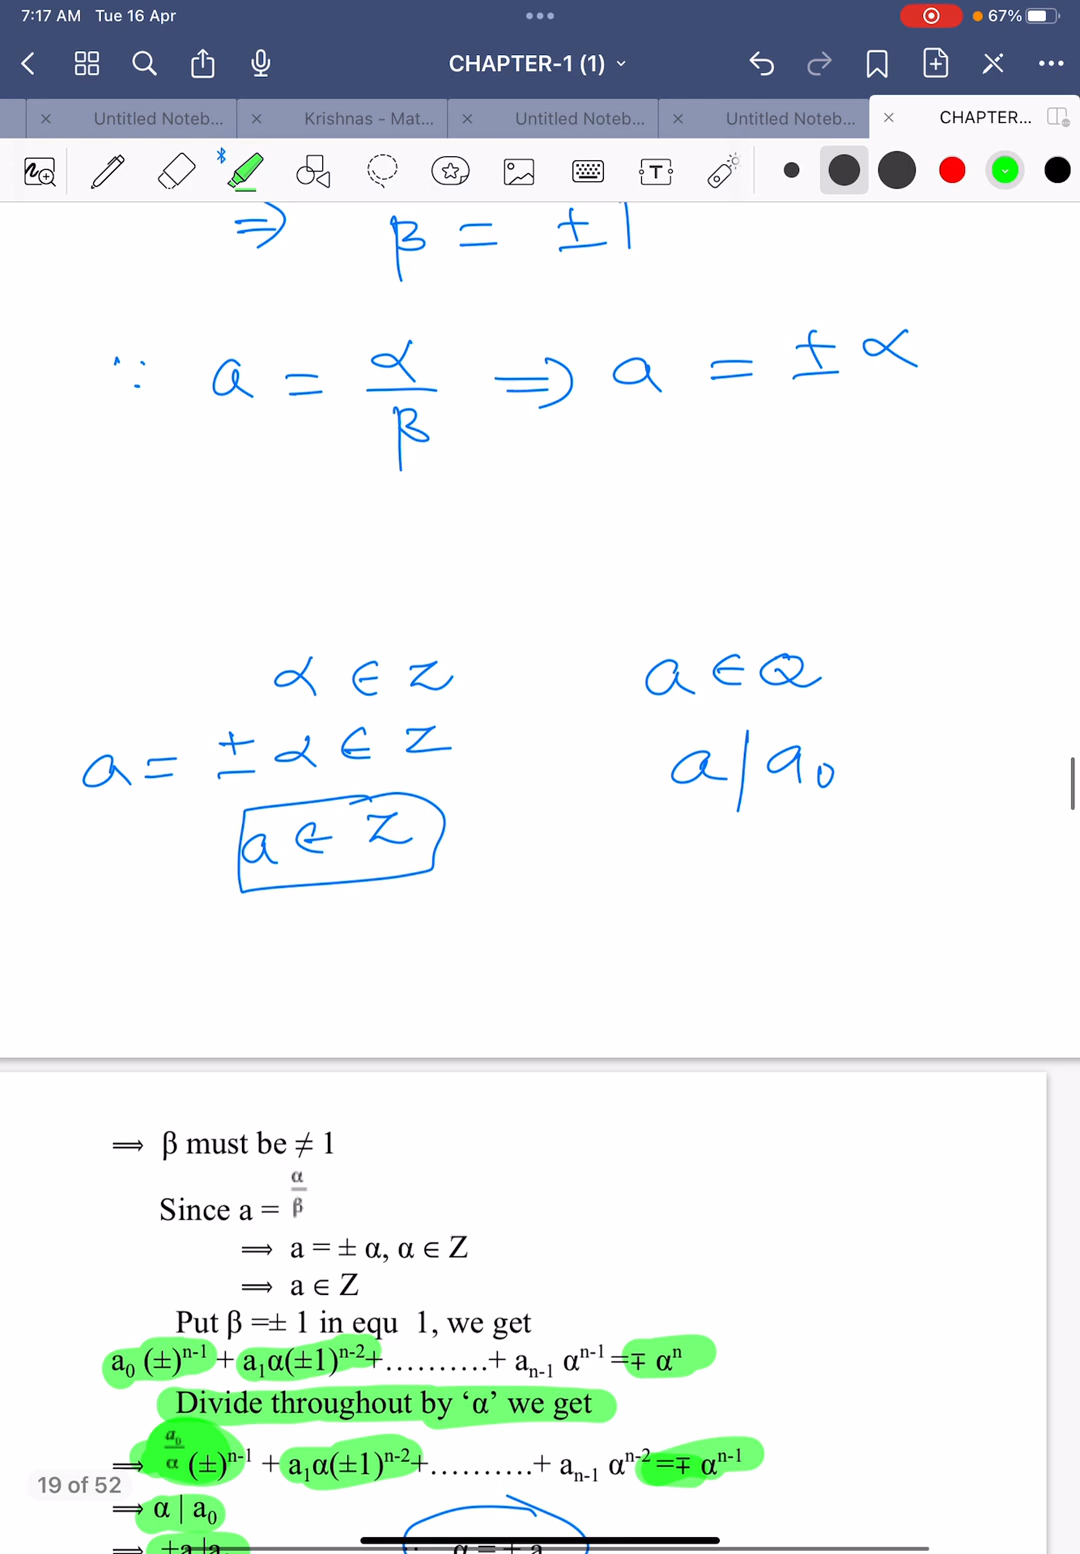 7:17 AM Tue 16 Apr 67%
CHAPTER-1 (1)
Untitled Noteb... Krishnas - Mat... Untitled Noteb... Untitled Noteb... CHAPTER...
⇒ β = ±1
∵ a = α/β ⇒ a = ±α
α ∈ Z a ∈ Q
a = ±α ∈ Z a/a₀
a ∈ Z
⟹ β must be ≠ 1
Since a = α/β
⟹ a = ± α, α ∈ Z
⟹ a ∈ Z
Put β =± 1 in equ 1, we get
a₀ (±)ⁿ⁻¹ + a₁α(±1)ⁿ⁻²+..........+ aₙ₋₁ αⁿ⁻¹ =∓ αⁿ
Divide throughout by ‘α’ we get
⟹ a₀/α (±)ⁿ⁻¹ + a₁α(±1)ⁿ⁻²+..........+ aₙ₋₁ αⁿ⁻² =∓ αⁿ⁻¹
19 of 52
⟹ α | a₀